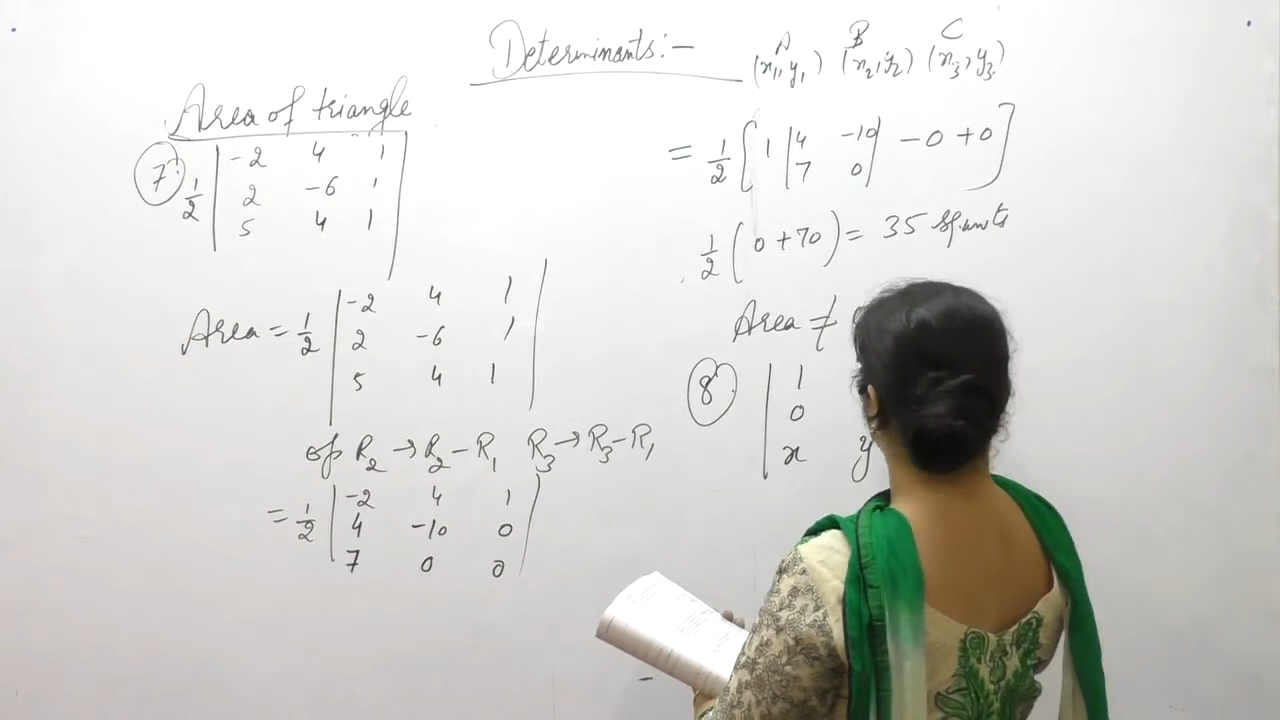 Determinants:-
A B C
(x₁, y₁) (x₂, y₂) (x₃, y₃)
Area of triangle
7. 1/2 | -2 4 1
2 -6 1
5 4 1 |
Area = 1/2 | -2 4 1
2 -6 1
5 4 1 |
op R₂ → R₂ - R₁ R₃ → R₃ - R₁
= 1/2 | -2 4 1
4 -10 0
7 0 0 |
= 1/2 [ 1 | 4 -10
7 0 | - 0 + 0 ]
1/2 ( 0 + 70 ) = 35 sq. units
Area ≠
8. | 1
0
x y